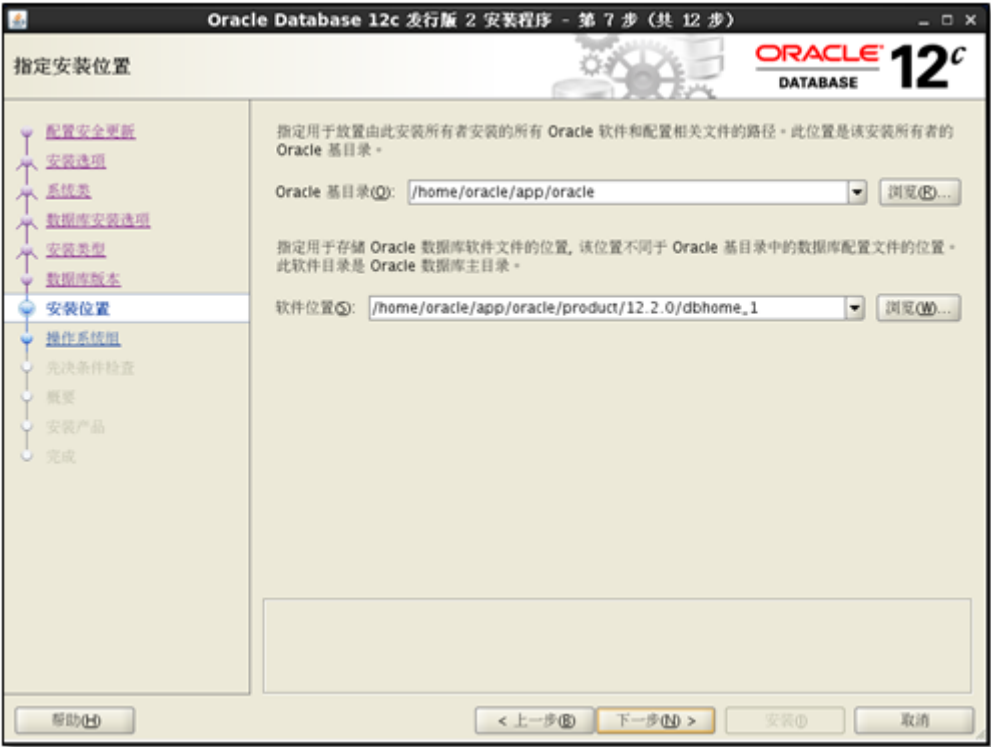 Oracle Database 12c 发行版 2 安装程序 - 第 7 步 (共 12 步)
指定安装位置
ORACLE
DATABASE
12c
配置安全更新
安装选项
系统类
数据库安装选项
安装类型
数据库版本
安装位置
操作系统组
先决条件检查
概要
安装产品
完成
指定用于放置由此安装所有者安装的所有 Oracle 软件和配置相关文件的路径。此位置是该安装所有者的
Oracle 基目录。
Oracle 基目录(O): /home/oracle/app/oracle 浏览(R)...
指定用于存储 Oracle 数据库软件文件的位置, 该位置不同于 Oracle 基目录中的数据库配置文件的位置。
此软件目录是 Oracle 数据库主目录。
软件位置(S): /home/oracle/app/oracle/product/12.2.0/dbhome_1 浏览(W)...
帮助(H) < 上一步(B) 下一步(N) > 安装(I) 取消